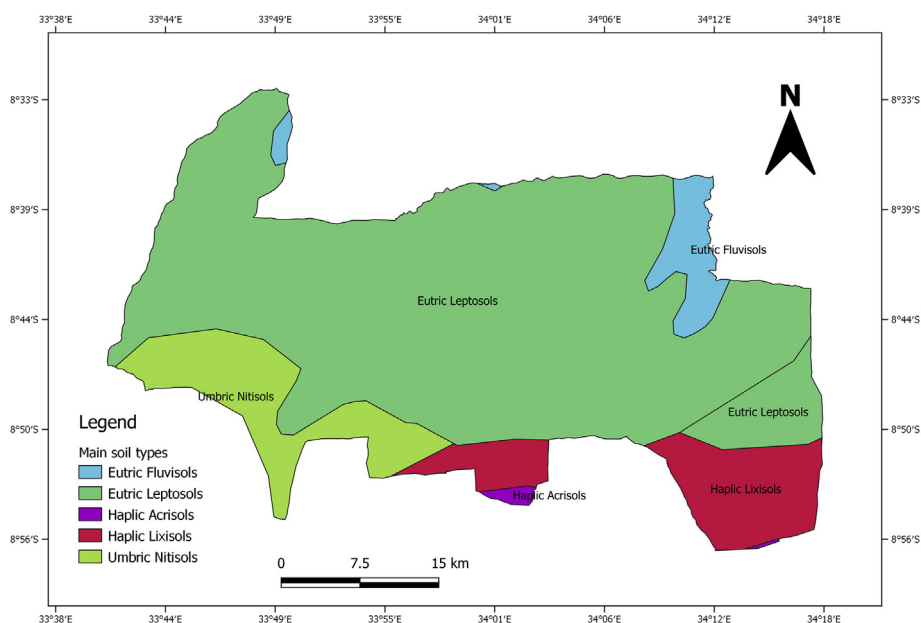 33°38'E 33°44'E 33°49'E 33°55'E 34°01'E 34°06'E 34°12'E 34°18'E
N
8°33'S 8°33'S
8°39'S 8°39'S
Eutric Fluvisols
Eutric Leptosols
8°44'S 8°44'S
Umbric Nitisols
Eutric Leptosols
8°50'S 8°50'S
Haplic Lixisols
Haplic Acrisols
8°56'S 8°56'S
Legend
Main soil types
Eutric Fluvisols
Eutric Leptosols
Haplic Acrisols
Haplic Lixisols
Umbric Nitisols
0 7.5 15 km
33°38'E 33°44'E 33°49'E 33°55'E 34°01'E 34°06'E 34°12'E 34°18'E